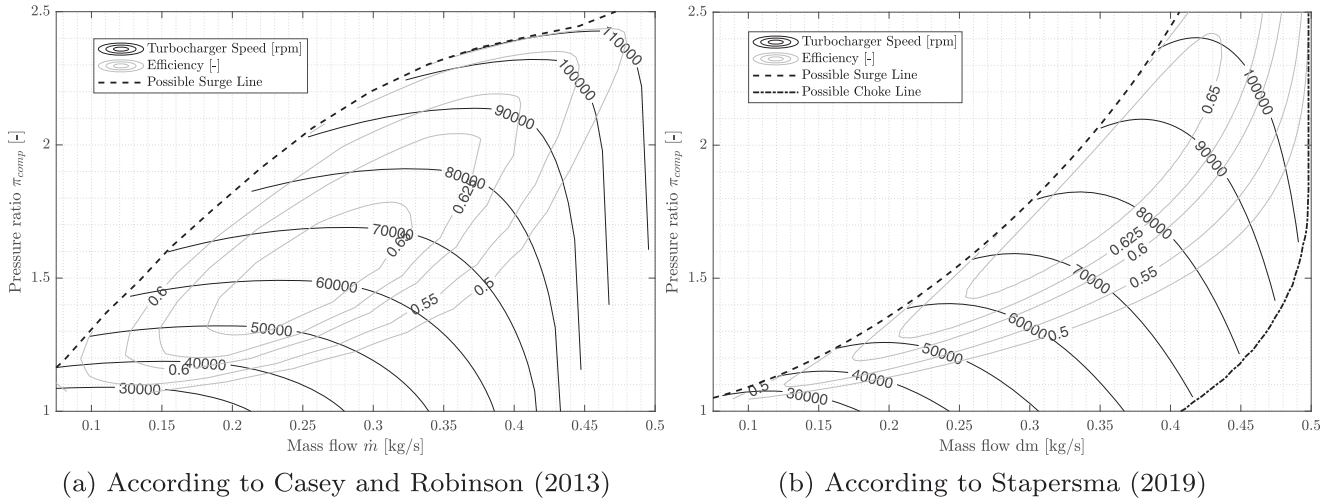 2.5
2
1.5
1
Pressure ratio πcomp [-]
Turbocharger Speed [rpm]
Efficiency [-]
Possible Surge Line
110000
100000
90000
80000
0.625
70000
0.65
60000
0.6
0.55
0.5
50000
40000
0.6
30000
0.1 0.15 0.2 0.25 0.3 0.35 0.4 0.45 0.5
Mass flow ṁ [kg/s]
(a) According to Casey and Robinson (2013)
2.5
2
1.5
1
Pressure ratio πcomp [-]
Turbocharger Speed [rpm]
Efficiency [-]
Possible Surge Line
Possible Choke Line
0.65
100000
90000
80000
0.625
0.6
70000
0.55
60000
0.5
50000
40000
0.5
30000
0.1 0.15 0.2 0.25 0.3 0.35 0.4 0.45 0.5
Mass flow dm [kg/s]
(b) According to Stapersma (2019)